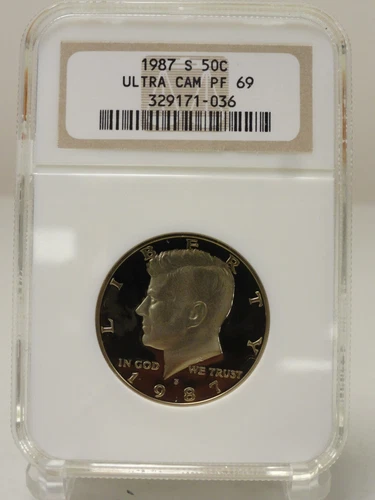 1987 S 50C
ULTRA CAM PF 69
329171-036
LIBERTY
IN GOD WE TRUST
S
1987